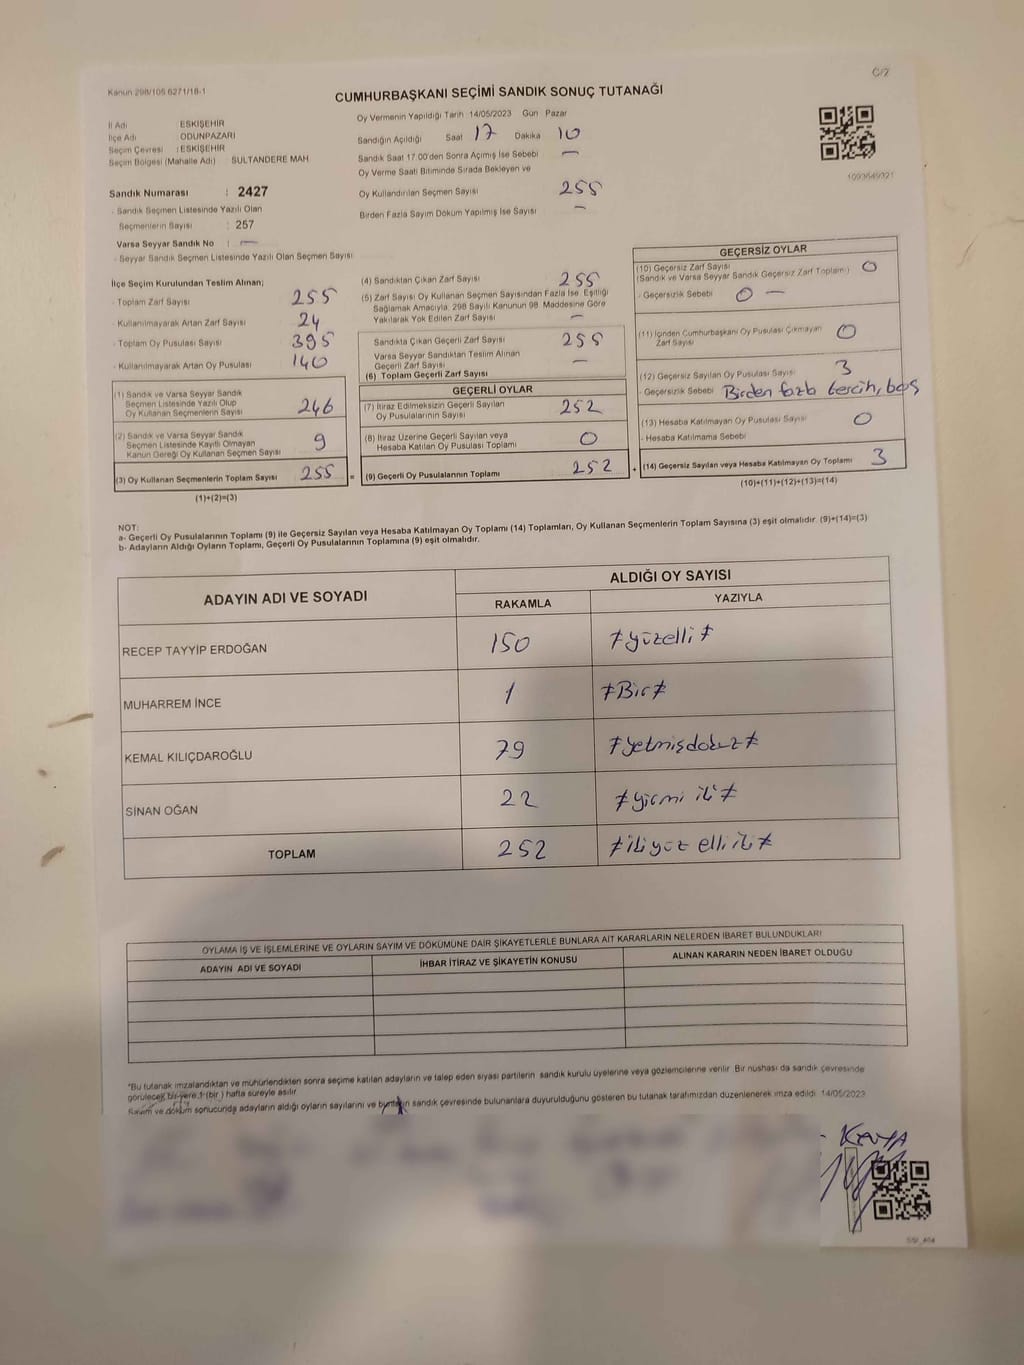 C/2
Kanun 298/105 6271/18-1
CUMHURBAŞKANI SEÇİMİ SANDIK SONUÇ TUTANAĞI
İl Adı : ESKİŞEHİR
İlçe Adı : ODUNPAZARI
Seçim Çevresi : ESKİŞEHİR
Seçim Bölgesi (Mahalle Adı) : SULTANDERE MAH
Sandık Numarası : 2427
- Sandık Seçmen Listesinde Yazılı Olan
Seçmenlerin Sayısı : 257
Varsa Seyyar Sandık No : —
- Seyyar Sandık Seçmen Listesinde Yazılı Olan Seçmen Sayısı
Oy Vermenin Yapıldığı Tarih 14/05/2023 Gün Pazar
Sandığın Açıldığı Saat 17 Dakika 10
Sandık Saat 17:00'den Sonra Açımış İse Sebebi —
Oy Verme Saati Bitiminde Sırada Bekleyen ve
Oy Kullandırılan Seçmen Sayısı 255
Birden Fazla Sayım Döküm Yapılmış İse Sayısı —
1093649321
İlçe Seçim Kurulundan Teslim Alınan;
- Toplam Zarf Sayısı 255
- Kullanılmayarak Artan Zarf Sayısı 24
- Toplam Oy Pusulası Sayısı 395
- Kullanılmayarak Artan Oy Pusulası 140
(1) Sandık ve Varsa Seyyar Sandık
Seçmen Listesinde Yazılı Olup
Oy Kullanan Seçmenlerin Sayısı 246
(2) Sandık ve Varsa Seyyar Sandık
Seçmen Listesinde Kayıtlı Olmayan
Kanun Gereği Oy Kullanan Seçmen Sayısı 9
(3) Oy Kullanan Seçmenlerin Toplam Sayısı 255 =
(1)+(2)=(3)
(4) Sandıktan Çıkan Zarf Sayısı 255
(5) Zarf Sayısı Oy Kullanan Seçmen Sayısından Fazla İse Eşitliği
Sağlamak Amacıyla, 298 Sayılı Kanunun 98. Maddesine Göre
Yakılarak Yok Edilen Zarf Sayısı —
Sandıkta Çıkan Geçerli Zarf Sayısı 255
Varsa Seyyar Sandıktan Teslim Alınan
Geçerli Zarf Sayısı —
(6) Toplam Geçerli Zarf Sayısı
GEÇERLİ OYLAR
(7) İtiraz Edilmeksizin Geçerli Sayılan
Oy Pusulalarının Sayısı 252
(8) İtiraz Üzerine Geçerli Sayılan veya
Hesaba Katılan Oy Pusulası Toplamı 0
(9) Geçerli Oy Pusulalarının Toplamı 252 +
GEÇERSİZ OYLAR
(10) Geçersiz Zarf Sayısı
(Sandık ve Varsa Seyyar Sandık Geçersiz Zarf Toplamı) 0
- Geçersizlik Sebebi 0 —
(11) İçinden Cumhurbaşkanı Oy Pusulası Çıkmayan
Zarf Sayısı 0
(12) Geçersiz Sayılan Oy Pusulası Sayısı 3
- Geçersizlik Sebebi Birden fazla tercih, boş
(13) Hesaba Katılmayan Oy Pusulası Sayısı 0
- Hesaba Katılmama Sebebi
(14) Geçersiz Sayılan veya Hesaba Katılmayan Oy Toplamı 3
(10)+(11)+(12)+(13)=(14)
NOT:
a- Geçerli Oy Pusulalarının Toplamı (9) ile Geçersiz Sayılan veya Hesaba Katılmayan Oy Toplamı (14) Toplamları, Oy Kullanan Seçmenlerin Toplam Sayısına (3) eşit olmalıdır. (9)+(14)=(3)
b- Adayların Aldığı Oyların Toplamı, Geçerli Oy Pusulalarının Toplamına (9) eşit olmalıdır.
ADAYIN ADI VE SOYADI
ALDIĞI OY SAYISI
RAKAMLA YAZIYLA
RECEP TAYYİP ERDOĞAN 150 ≠yüzelli≠
MUHARREM İNCE 1 ≠Bir≠
KEMAL KILIÇDAROĞLU 79 ≠yetmişdokuz≠
SİNAN OĞAN 22 ≠yirmi iki≠
TOPLAM 252 ≠ikiyüz elli iki≠
OYLAMA İŞ VE İŞLEMLERİNE VE OYLARIN SAYIM VE DÖKÜMÜNE DAİR ŞİKAYETLERLE BUNLARA AİT KARARLARIN NELERDEN İBARET BULUNDUKLARI
ADAYIN ADI VE SOYADI İHBAR İTİRAZ VE ŞİKAYETİN KONUSU ALINAN KARARIN NEDEN İBARET OLDUĞU
*Bu tutanak imzalandıktan ve mühürlendikten sonra seçime katılan adayların ve talep eden siyasi partilerin sandık kurulu üyelerine veya gözlemcilerine verilir. Bir nüshası da sandık çevresinde
görülecek bir yere 1 (bir) hafta süreyle asılır.
Sayım ve döküm sonucunda adayların aldığı oyların sayılarını ve bunların sandık çevresinde bulunanlara duyurulduğunu gösteren bu tutanak tarafımızdan düzenlenerek imza edildi. 14/05/2023
KAYA